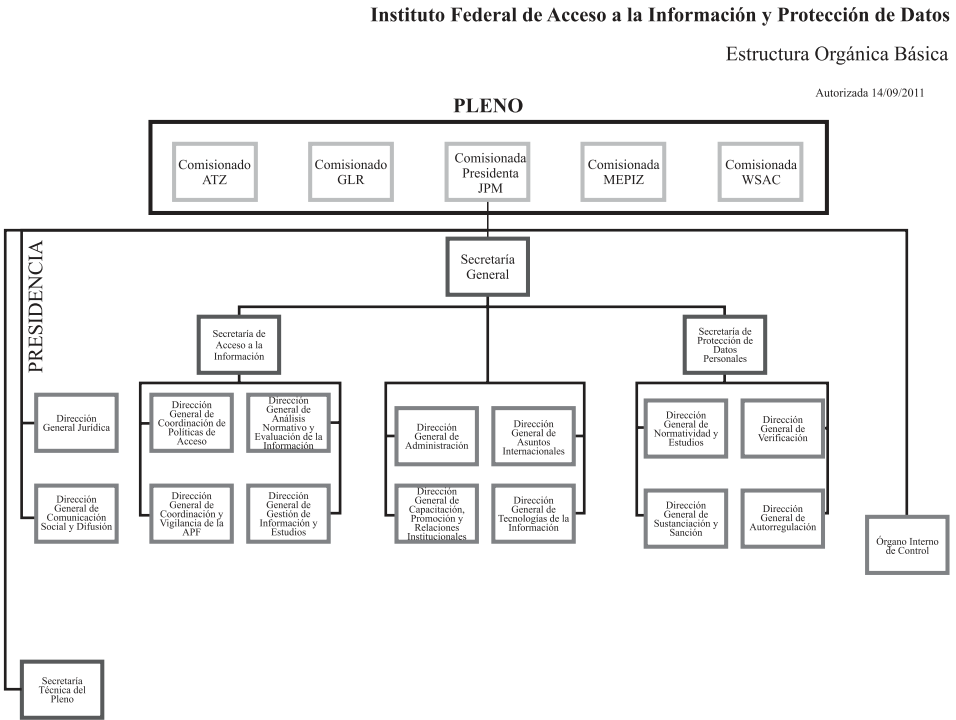 Instituto Federal de Acceso a la Información y Protección de Datos
Estructura Orgánica Básica
Autorizada 14/09/2011
PLENO
Comisionado
ATZ
Comisionado
GLR
Comisionada
Presidenta
JPM
Comisionada
MEPIZ
Comisionada
WSAC
PRESIDENCIA
Secretaría
General
Secretaría de
Acceso a la
Información
Secretaría de
Protección de
Datos
Personales
Dirección
General Jurídica
Dirección
General de
Coordinación de
Políticas de
Acceso
Dirección
General de
Análisis
Normativo y
Evaluación de la
Información
Dirección
General de
Administración
Dirección
General de
Asuntos
Internacionales
Dirección
General de
Normatividad y
Estudios
Dirección
General de
Verificación
Dirección
General de
Comunicación
Social y Difusión
Dirección
General de
Coordinación y
Vigilancia de la
APF
Dirección
General de
Gestión de
Información y
Estudios
Dirección
General de
Capacitación,
Promoción y
Relaciones
Institucionales
Dirección
General de
Tecnologías de la
Información
Dirección
General de
Sustanciación y
Sanción
Dirección
General de
Autorregulación
Órgano Interno
de Control
Secretaría
Técnica del
Pleno